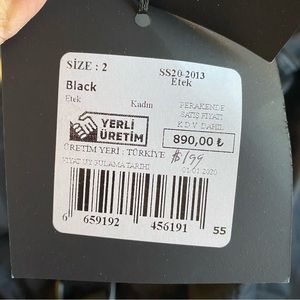 SİZE : 2
SS20-2013
Etek
Black
Etek
Kadın
PERAKENDE
SATIŞ FİYATI
K.D.V. DAHİL
YERLİ
ÜRETİM
890,00 ₺
ÜRETİM YERİ : TÜRKİYE
$199
FİYAT UYGULAMA TARİHİ
01.01.2020
6 659192 456191
55